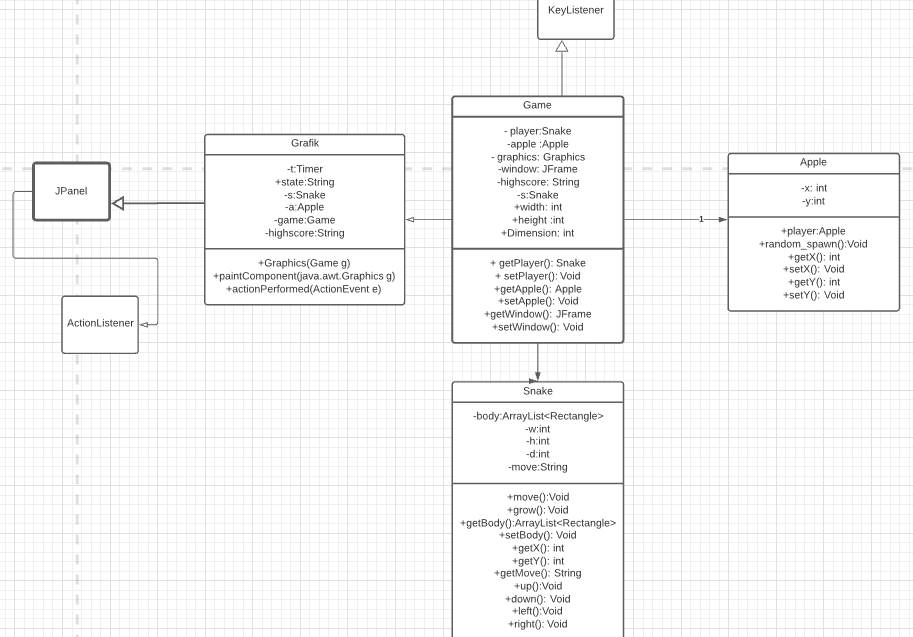 KeyListener
Game
- player:Snake
-apple :Apple
- graphics: Graphics
-window: JFrame
-highscore: String
-s:Snake
+width: int
+height :int
+Dimension: int
+ getPlayer(): Snake
+ setPlayer(): Void
+getApple(): Apple
+setApple(): Void
+getWindow(): JFrame
+setWindow(): Void
Grafik
-t:Timer
+state:String
-s:Snake
-a:Apple
-game:Game
-highscore:String
+Graphics(Game g)
+paintComponent(java.awt.Graphics g)
+actionPerformed(ActionEvent e)
JPanel
ActionListener
1
Apple
-x: int
-y:int
+player:Apple
+random_spawn():Void
+getX(): int
+setX(): Void
+getY(): int
+setY(): Void
Snake
-body:ArrayList<Rectangle>
-w:int
-h:int
-d:int
-move:String
+move():Void
+grow(): Void
+getBody():ArrayList<Rectangle>
+setBody(): Void
+getX(): int
+getY(): int
+getMove(): String
+up():Void
+down(): Void
+left():Void
+right(): Void